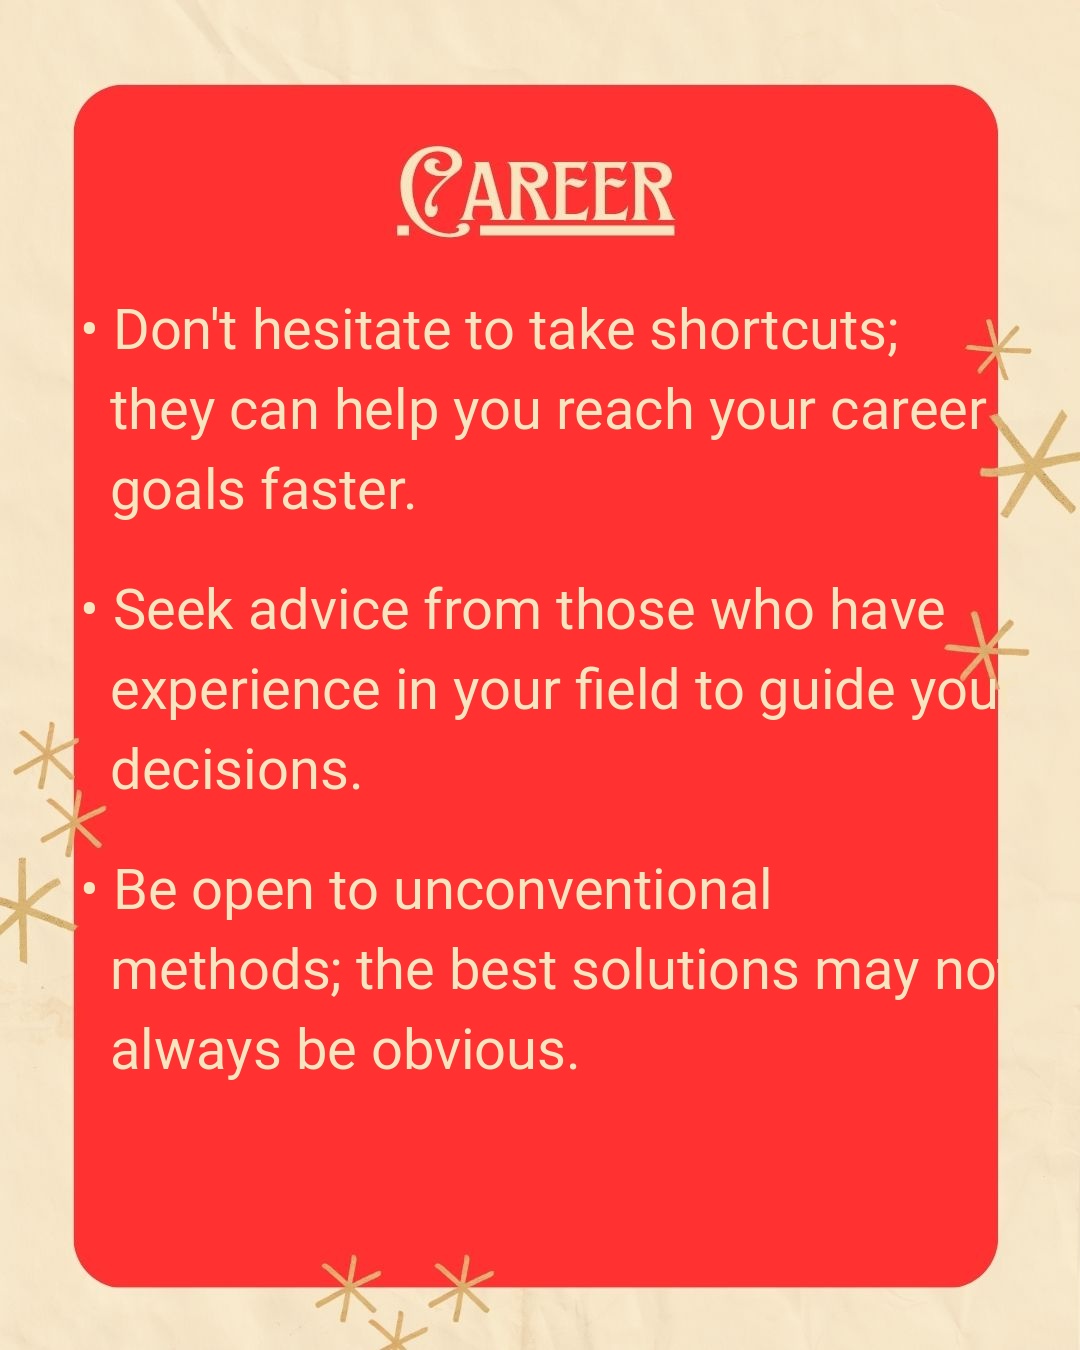 CAREER
• Don't hesitate to take shortcuts;
they can help you reach your career
goals faster.
• Seek advice from those who have
experience in your field to guide you
decisions.
• Be open to unconventional
methods; the best solutions may not
always be obvious.